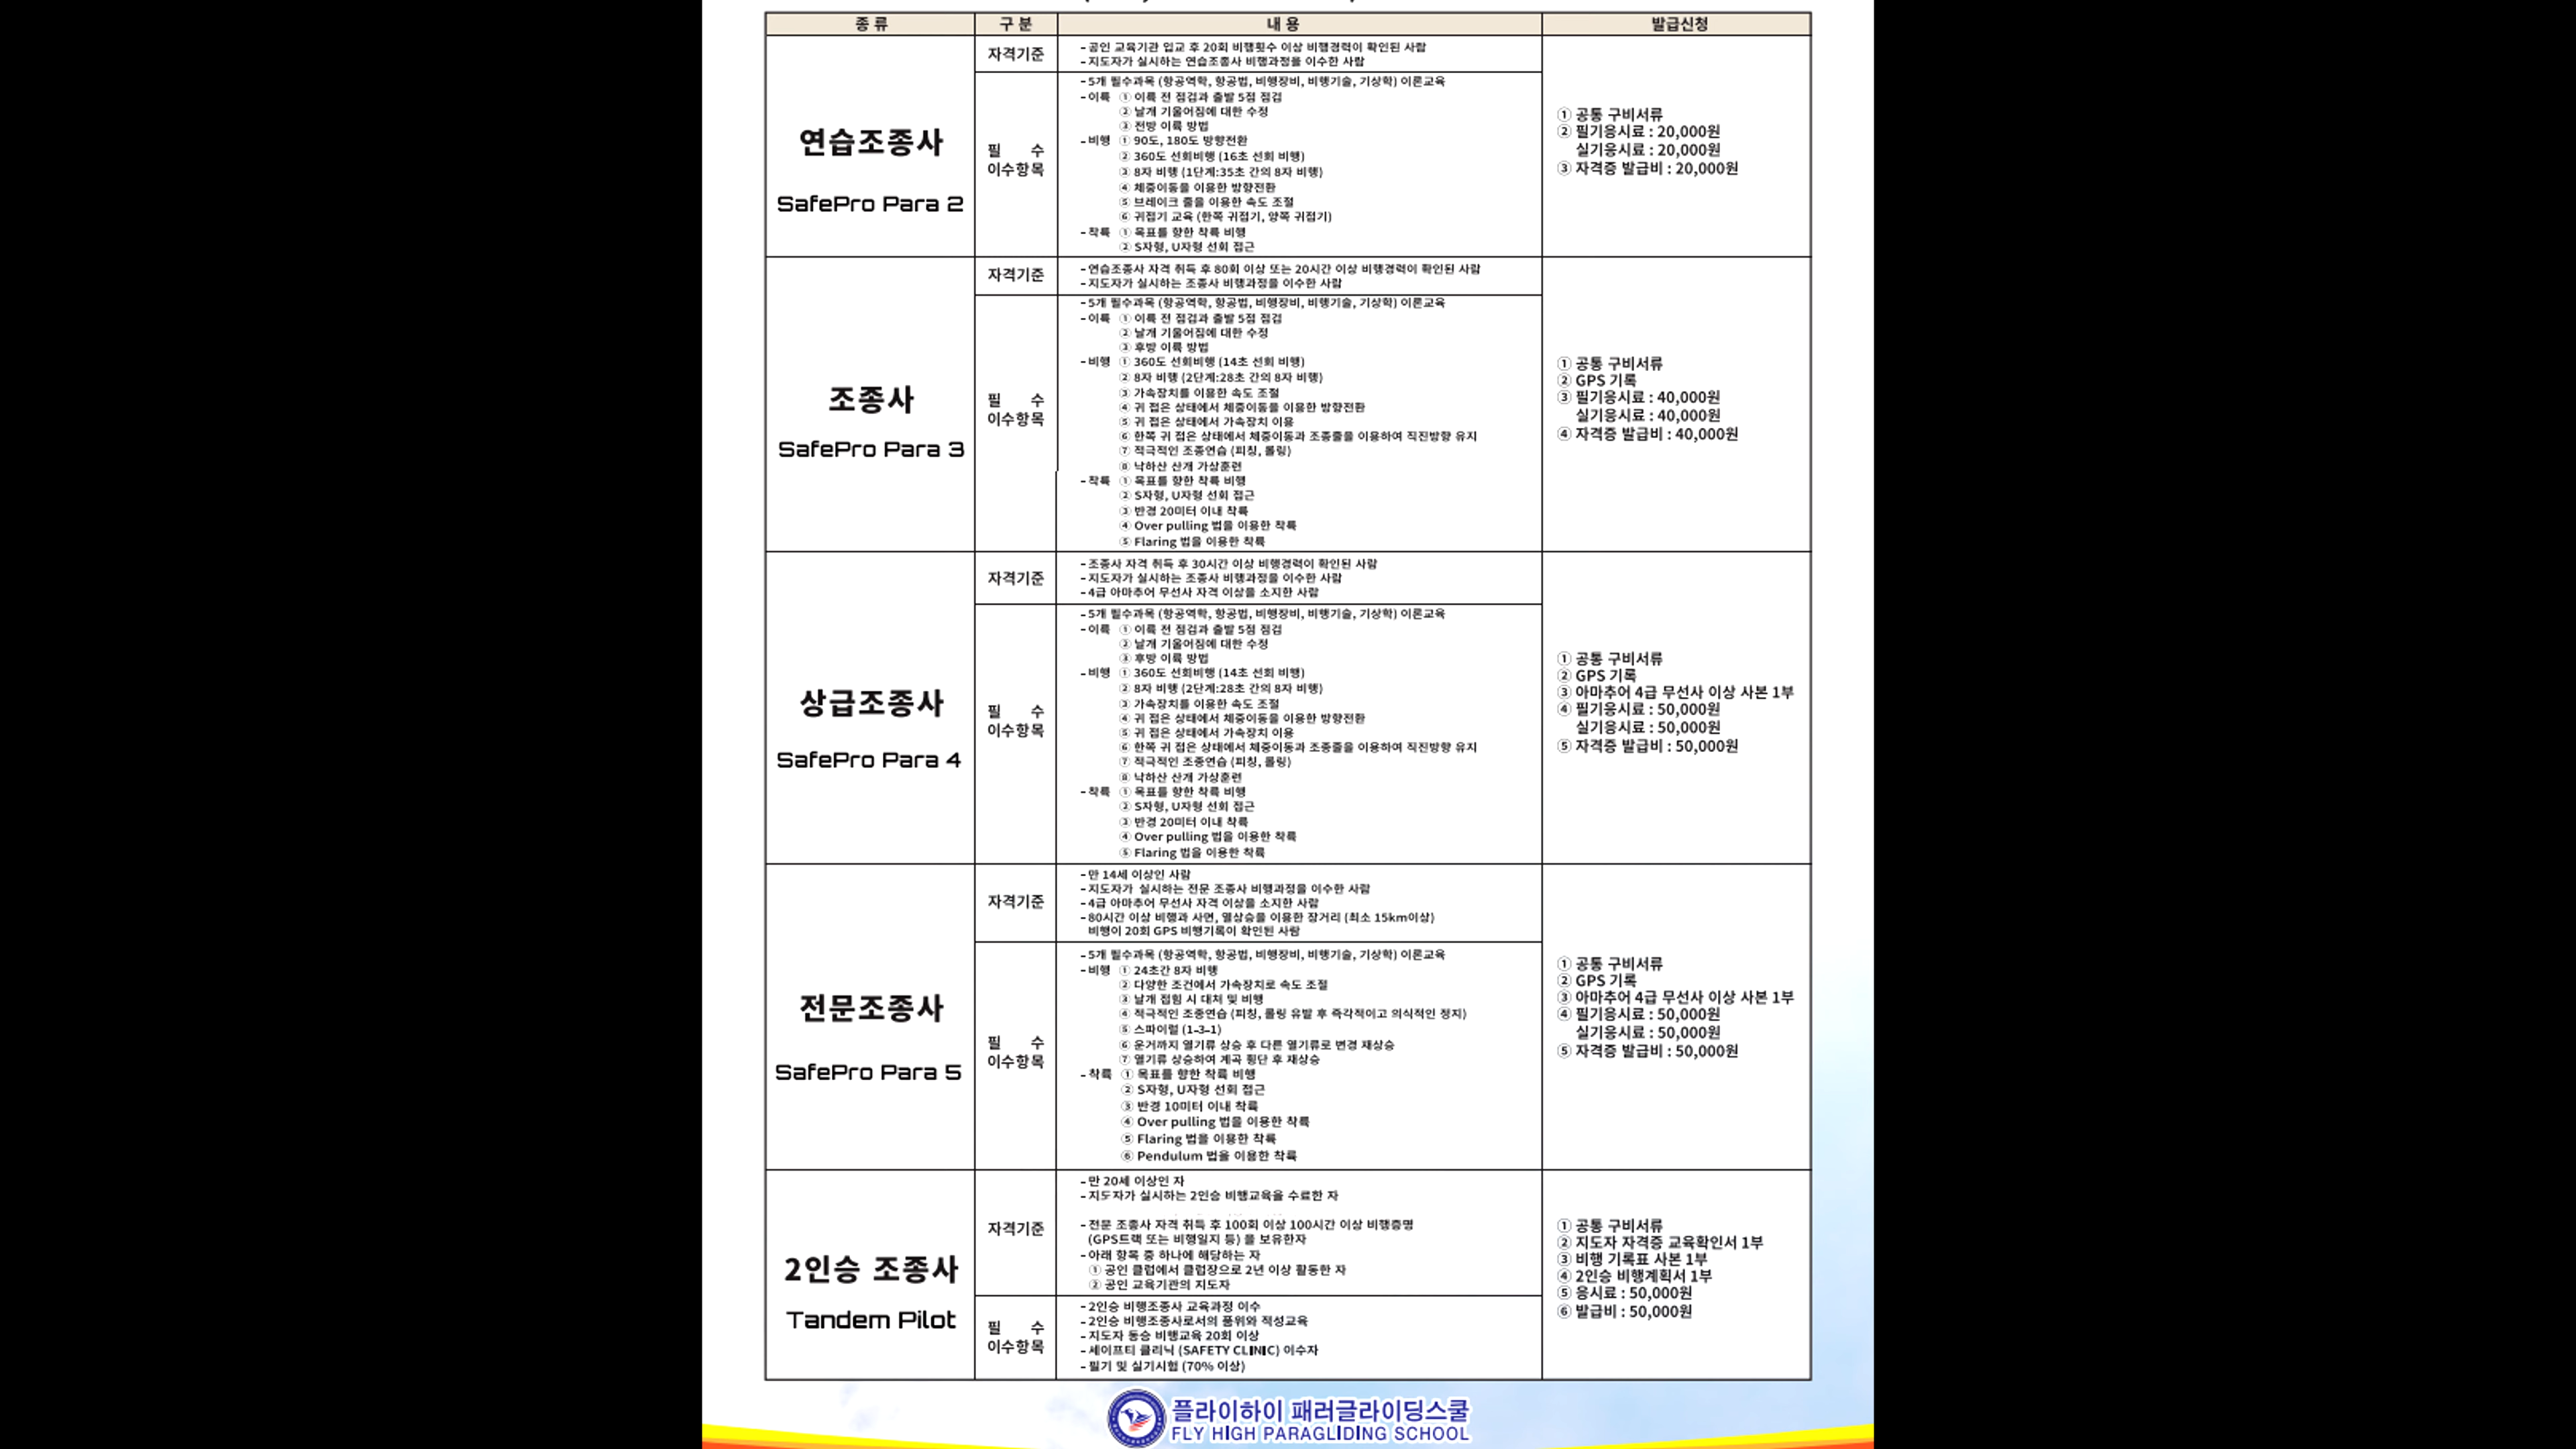 종 류 구 분 내 용 발급신청
연습조종사
SafePro Para 2
자격기준
- 공인 교육기관 입교 후 20회 비행횟수 이상 비행경력이 확인된 사람
- 지도자가 실시하는 연습조종사 비행과정을 이수한 사람
필 수
이수항목
- 5개 필수과목 (항공역학, 항공법, 비행장비, 비행기술, 기상학) 이론교육
- 이륙 ① 이륙 전 점검과 출발 5점 점검
② 날개 기울어짐에 대한 수정
③ 전방 이륙 방법
- 비행 ① 90도, 180도 방향전환
② 360도 선회비행 (16초 선회 비행)
③ 8자 비행 (1단계:35초 간의 8자 비행)
④ 체중이동을 이용한 방향전환
⑤ 브레이크 줄을 이용한 속도 조절
⑥ 귀접기 교육 (한쪽 귀접기, 양쪽 귀접기)
- 착륙 ① 목표를 향한 착륙 비행
② S자형, U자형 선회 접근
① 공통 구비서류
② 필기응시료 : 20,000원
실기응시료 : 20,000원
③ 자격증 발급비 : 20,000원
조종사
SafePro Para 3
자격기준
- 연습조종사 자격 취득 후 80회 이상 또는 20시간 이상 비행경력이 확인된 사람
- 지도자가 실시하는 조종사 비행과정을 이수한 사람
필 수
이수항목
- 5개 필수과목 (항공역학, 항공법, 비행장비, 비행기술, 기상학) 이론교육
- 이륙 ① 이륙 전 점검과 출발 5점 점검
② 날개 기울어짐에 대한 수정
③ 후방 이륙 방법
- 비행 ① 360도 선회비행 (14초 선회 비행)
② 8자 비행 (2단계:28초 간의 8자 비행)
③ 가속장치를 이용한 속도 조절
④ 귀 접은 상태에서 체중이동을 이용한 방향전환
⑤ 귀 접은 상태에서 가속장치 이용
⑥ 한쪽 귀 접은 상태에서 체중이동과 조종줄을 이용하여 직진방향 유지
⑦ 적극적인 조종연습 (피칭, 롤링)
⑧ 낙하산 산개 가상훈련
- 착륙 ① 목표를 향한 착륙 비행
② S자형, U자형 선회 접근
③ 반경 20미터 이내 착륙
④ Over pulling 법을 이용한 착륙
⑤ Flaring 법을 이용한 착륙
① 공통 구비서류
② GPS 기록
③ 필기응시료 : 40,000원
실기응시료 : 40,000원
④ 자격증 발급비 : 40,000원
상급조종사
SafePro Para 4
자격기준
- 조종사 자격 취득 후 30시간 이상 비행경력이 확인된 사람
- 지도자가 실시하는 조종사 비행과정을 이수한 사람
- 4급 아마추어 무선사 자격 이상을 소지한 사람
필 수
이수항목
- 5개 필수과목 (항공역학, 항공법, 비행장비, 비행기술, 기상학) 이론교육
- 이륙 ① 이륙 전 점검과 출발 5점 점검
② 날개 기울어짐에 대한 수정
③ 후방 이륙 방법
- 비행 ① 360도 선회비행 (14초 선회 비행)
② 8자 비행 (2단계:28초 간의 8자 비행)
③ 가속장치를 이용한 속도 조절
④ 귀 접은 상태에서 체중이동을 이용한 방향전환
⑤ 귀 접은 상태에서 가속장치 이용
⑥ 한쪽 귀 접은 상태에서 체중이동과 조종줄을 이용하여 직진방향 유지
⑦ 적극적인 조종연습 (피칭, 롤링)
⑧ 낙하산 산개 가상훈련
- 착륙 ① 목표를 향한 착륙 비행
② S자형, U자형 선회 접근
③ 반경 20미터 이내 착륙
④ Over pulling 법을 이용한 착륙
⑤ Flaring 법을 이용한 착륙
① 공통 구비서류
② GPS 기록
③ 아마추어 4급 무선사 이상 사본 1부
④ 필기응시료 : 50,000원
실기응시료 : 50,000원
⑤ 자격증 발급비 : 50,000원
전문조종사
SafePro Para 5
자격기준
- 만 14세 이상인 사람
- 지도자가 실시하는 전문 조종사 비행과정을 이수한 사람
- 4급 아마추어 무선사 자격 이상을 소지한 사람
- 80시간 이상 비행과 사면, 열상승을 이용한 장거리 (최소 15km이상)
비행이 20회 GPS 비행기록이 확인된 사람
필 수
이수항목
- 5개 필수과목 (항공역학, 항공법, 비행장비, 비행기술, 기상학) 이론교육
- 비행 ① 24초간 8자 비행
② 다양한 조건에서 가속장치로 속도 조절
③ 날개 접힘 시 대처 및 비행
④ 적극적인 조종연습 (피칭, 롤링 유발 후 즉각적이고 의식적인 정지)
⑤ 스파이럴 (1-3-1)
⑥ 운거까지 열기류 상승 후 다른 열기류로 변경 재상승
⑦ 열기류 상승하여 계곡 횡단 후 재상승
- 착륙 ① 목표를 향한 착륙 비행
② S자형, U자형 선회 접근
③ 반경 10미터 이내 착륙
④ Over pulling 법을 이용한 착륙
⑤ Flaring 법을 이용한 착륙
⑥ Pendulum 법을 이용한 착륙
① 공통 구비서류
② GPS 기록
③ 아마추어 4급 무선사 이상 사본 1부
④ 필기응시료 : 50,000원
실기응시료 : 50,000원
⑤ 자격증 발급비 : 50,000원
2인승 조종사
Tandem Pilot
자격기준
- 만 20세 이상인 자
- 지도자가 실시하는 2인승 비행교육을 수료한 자
- 전문 조종사 자격 취득 후 100회 이상 100시간 이상 비행증명
(GPS트랙 또는 비행일지 등) 을 보유한자
- 아래 항목 중 하나에 해당하는 자
① 공인 클럽에서 클럽장으로 2년 이상 활동한 자
② 공인 교육기관의 지도자
필 수
이수항목
- 2인승 비행조종사 교육과정 이수
- 2인승 비행조종사로서의 품위와 적성교육
- 지도자 동승 비행교육 20회 이상
- 세이프티 클리닉 (SAFETY CLINIC) 이수자
- 필기 및 실기시험 (70% 이상)
① 공통 구비서류
② 지도자 자격증 교육확인서 1부
③ 비행 기록표 사본 1부
④ 2인승 비행계획서 1부
⑤ 응시료 : 50,000원
⑥ 발급비 : 50,000원
플라이하이 패러글라이딩스쿨
FLY HIGH PARAGLIDING SCHOOL